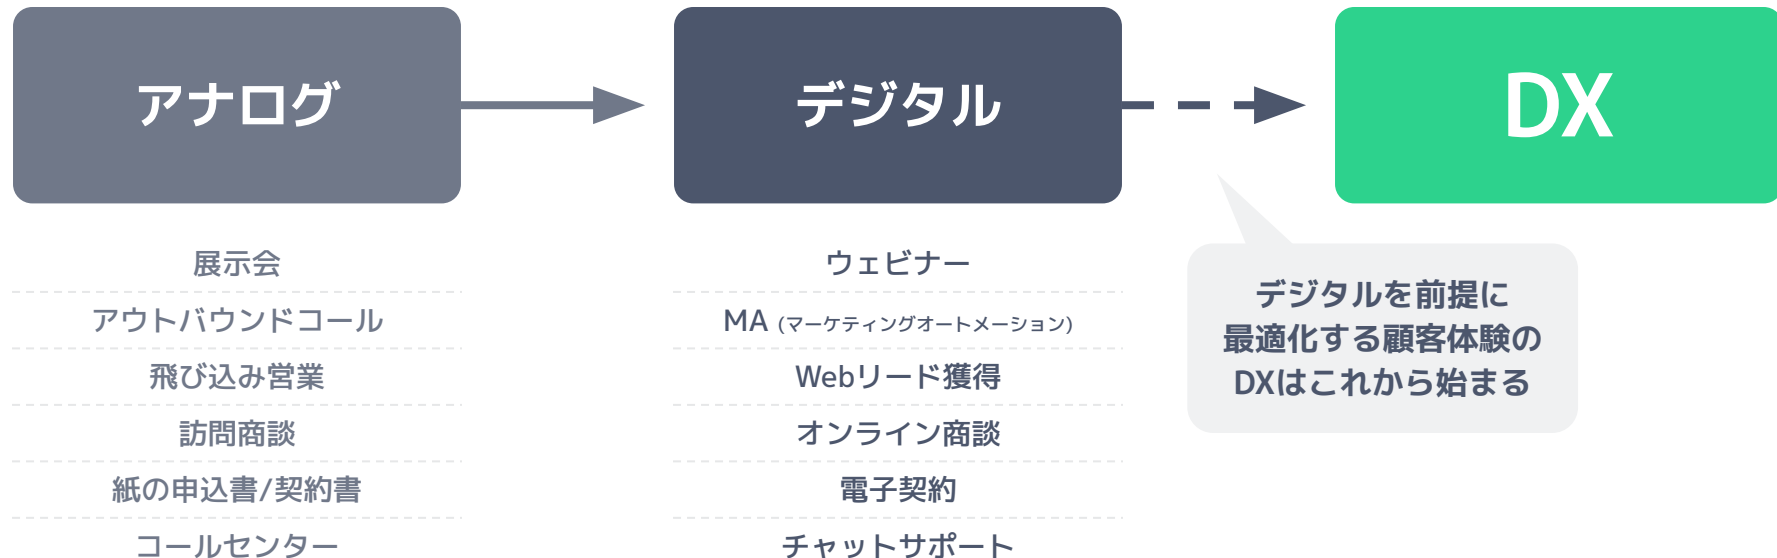 アナログ
デジタル
DX
展示会
アウトバウンドコール
飛び込み営業
訪問商談
紙の申込書/契約書
コールセンター
ウェビナー
MA (マーケティングオートメーション)
Webリード獲得
オンライン商談
電子契約
チャットサポート
デジタルを前提に
最適化する顧客体験の
DXはこれから始まる